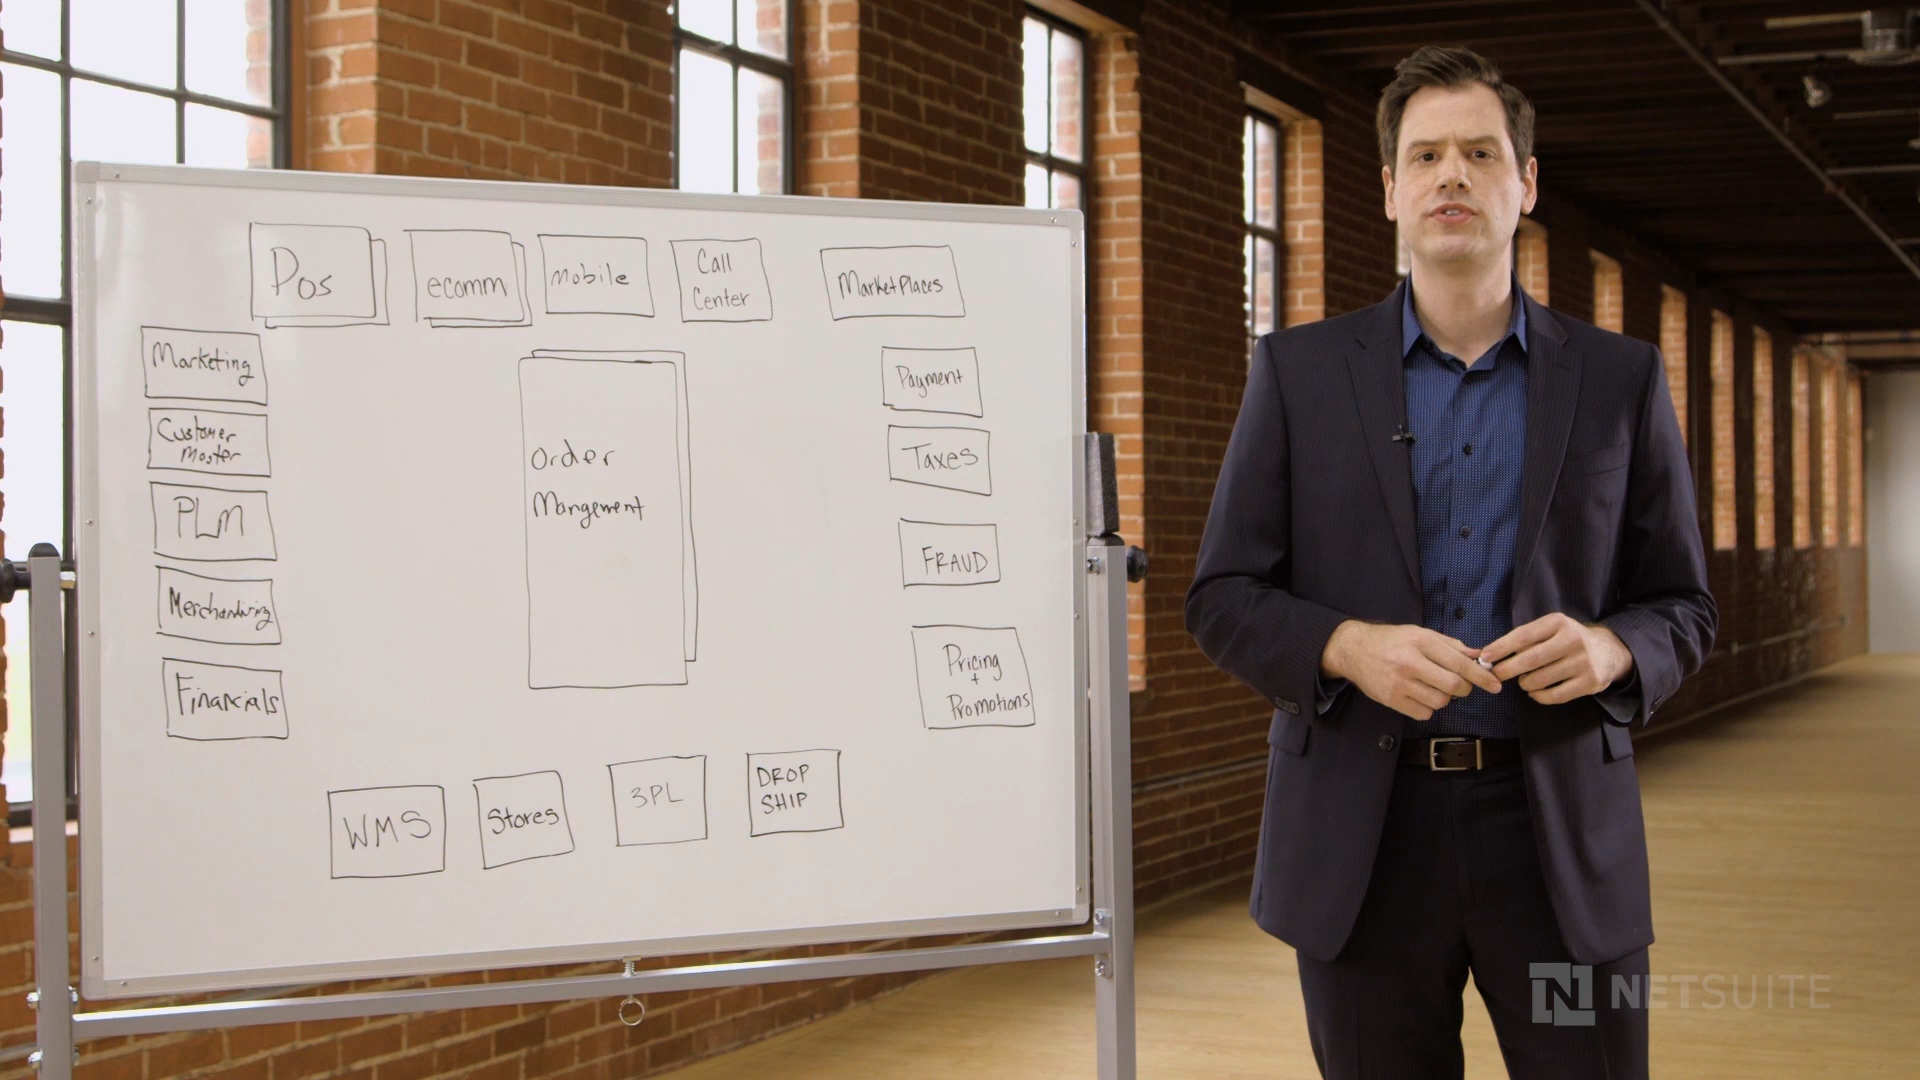 Pos
ecomm
Mobile
Call
Center
Marketplaces
Marketing
Customer
Master
PLM
Merchandising
Financials
Order
Mangement
Payment
Taxes
FRAUD
Pricing
+
Promotions
WMS
Stores
3PL
DROP
SHIP
NETSUITE